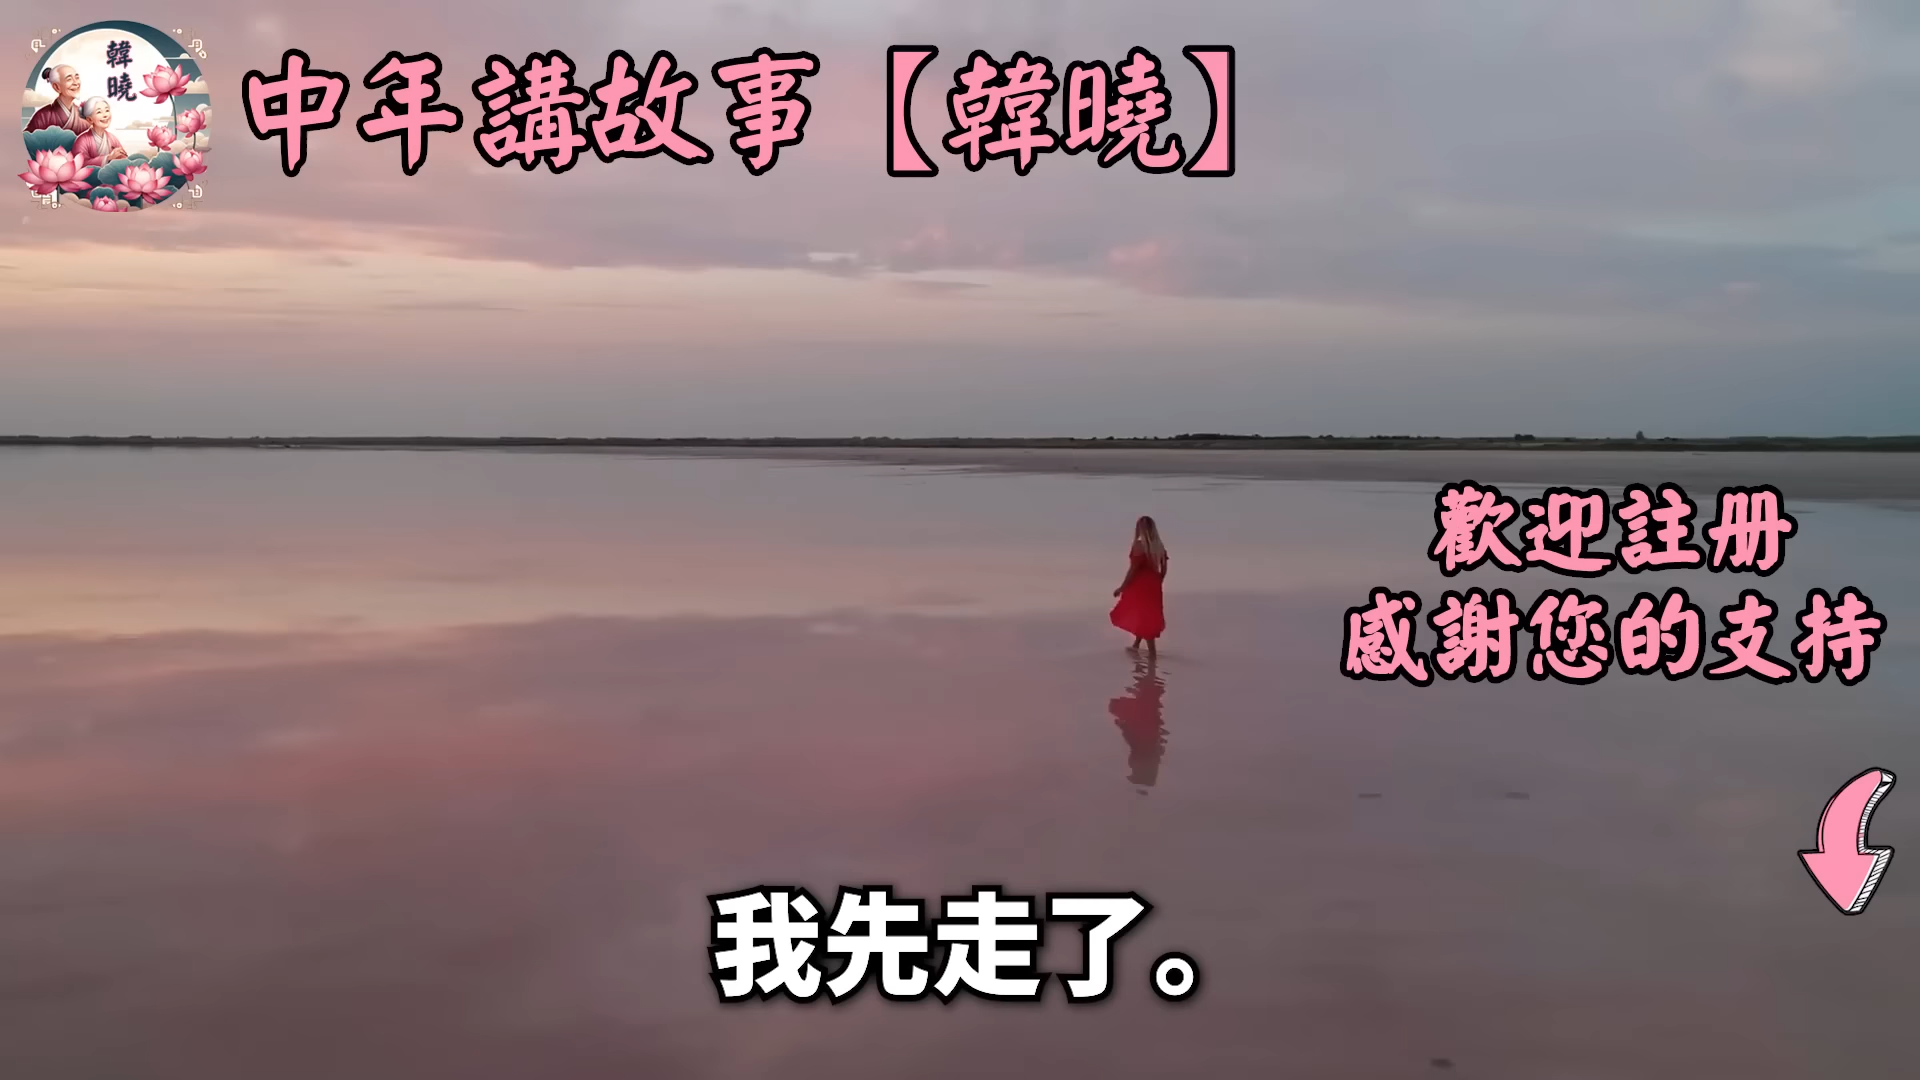 韓曉
中年講故事【韓曉】
歡迎註册
感謝您的支持
我先走了。